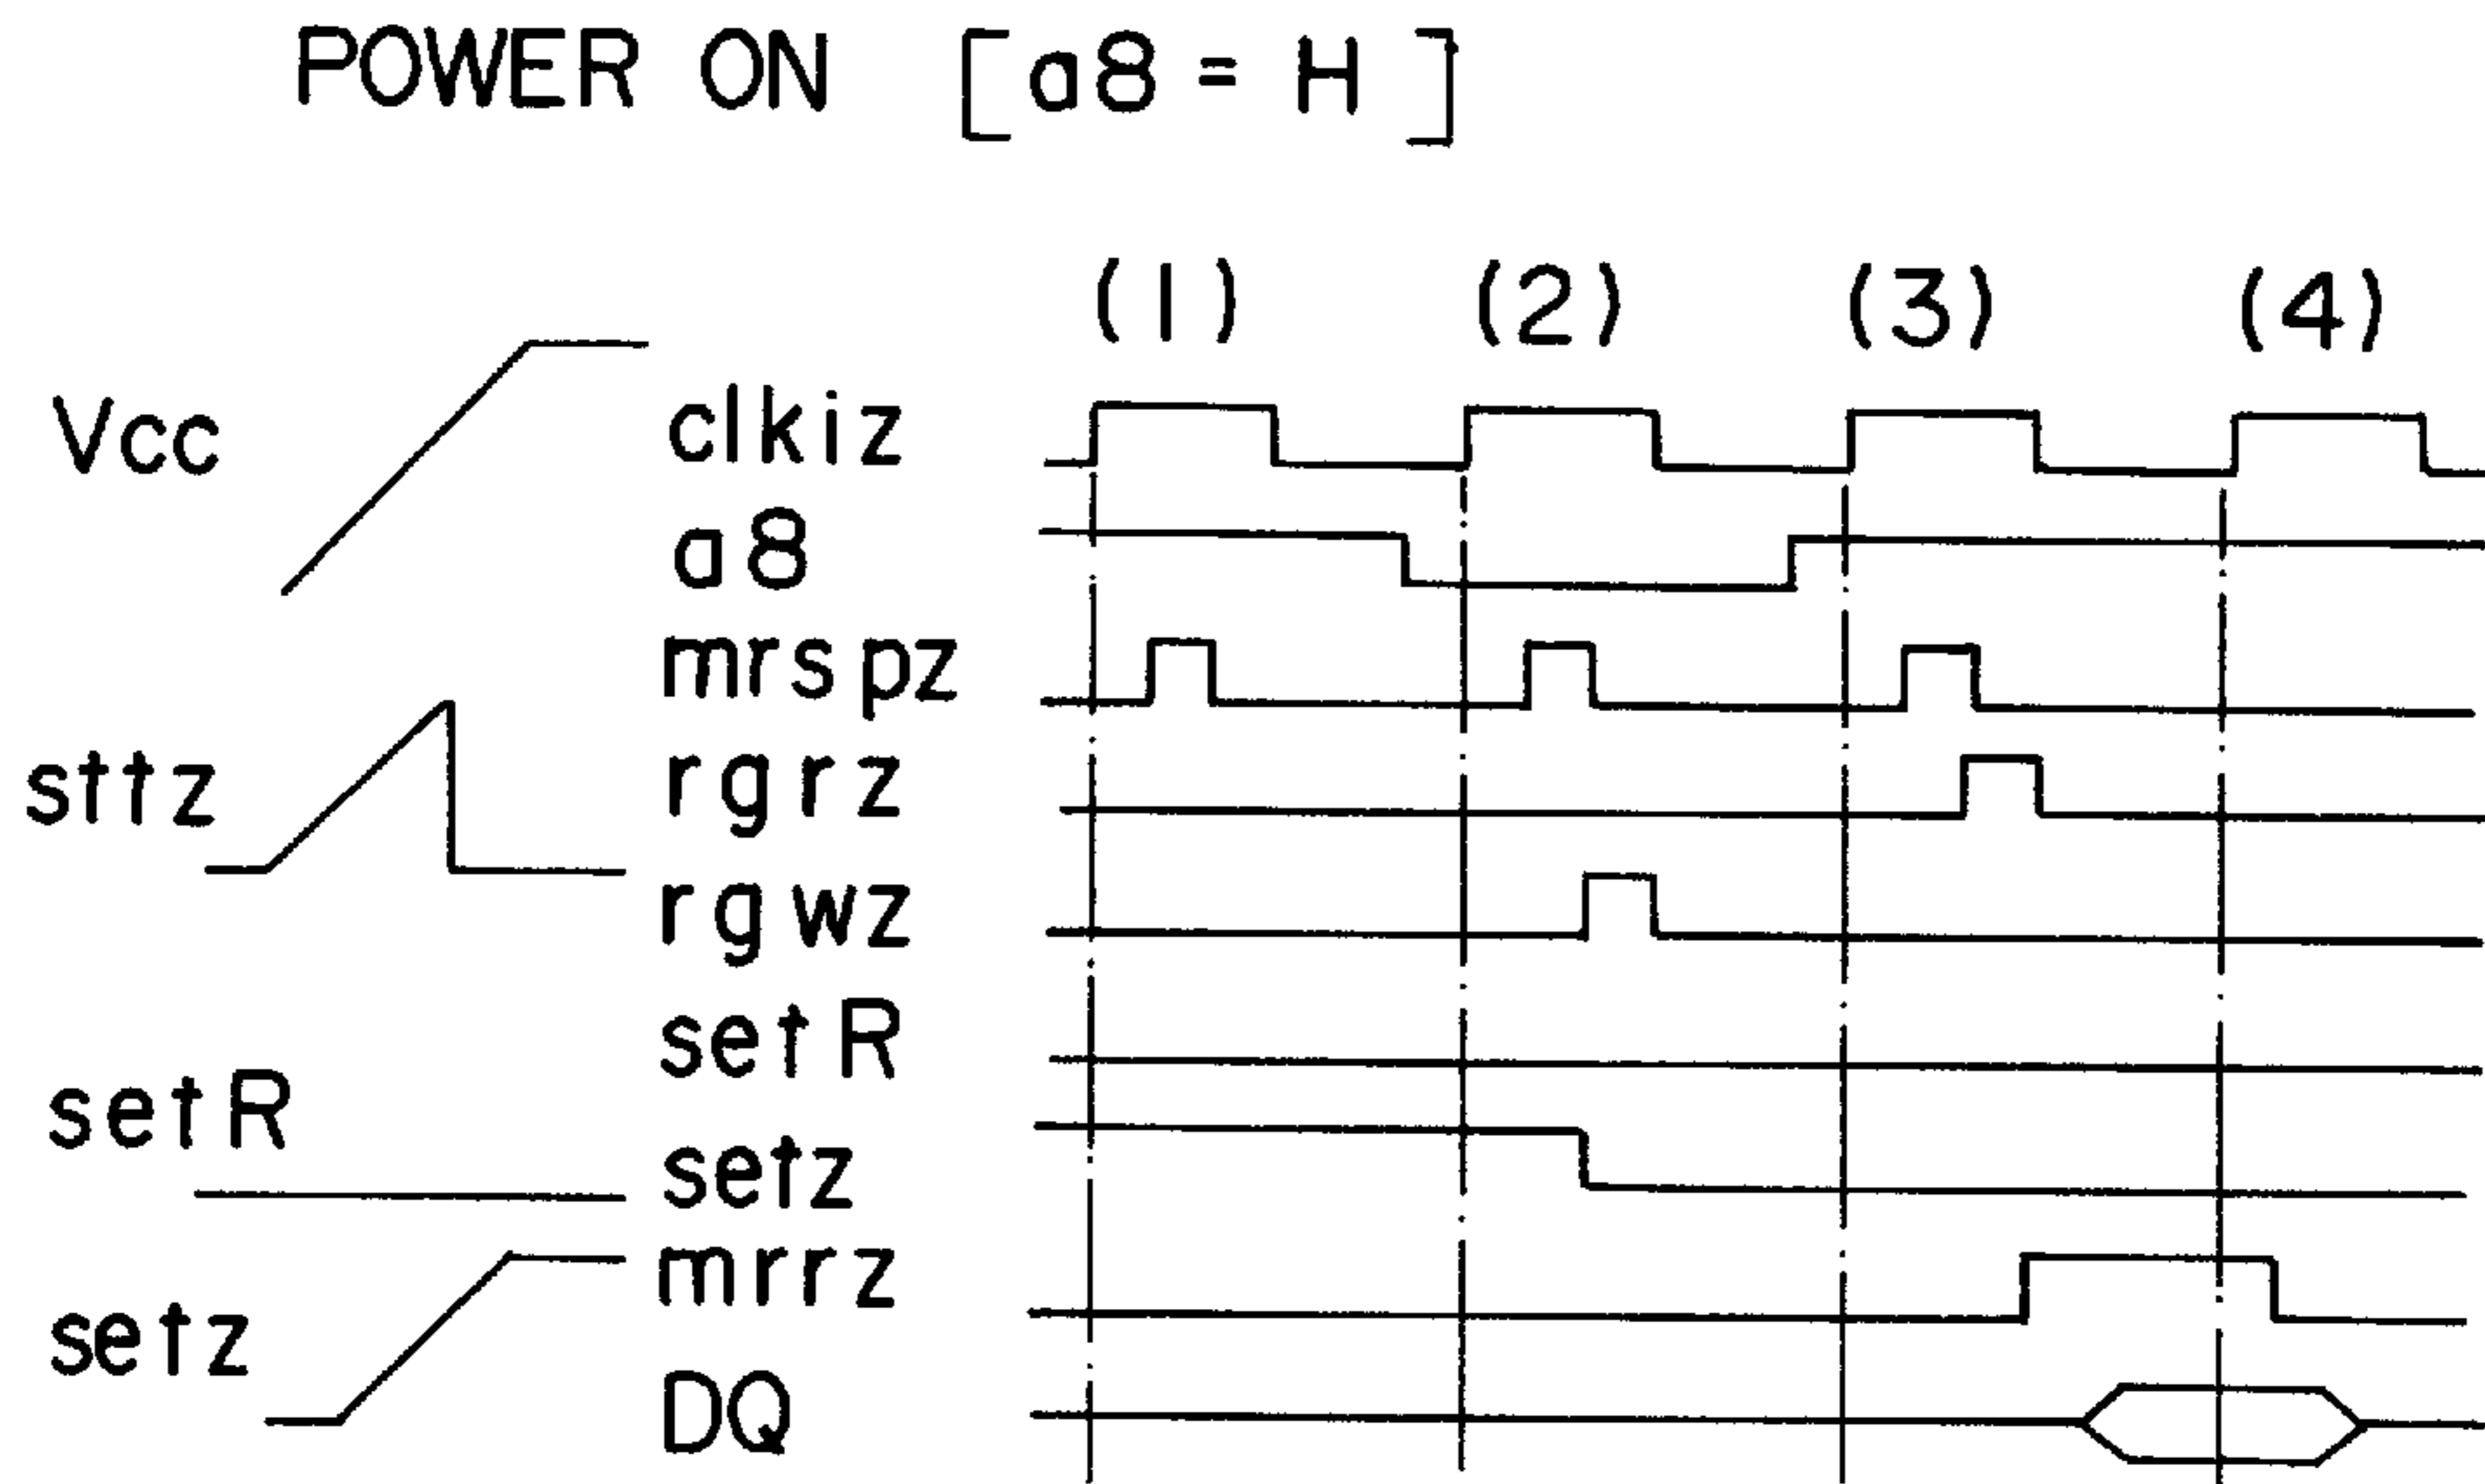 POWER ON [a8 = H]
(1) (2) (3) (4)
Vcc
clkiz
a8
mrspz
sttz
rgrz
rgwz
setR
setR
setz
setz
mrrz
DQ